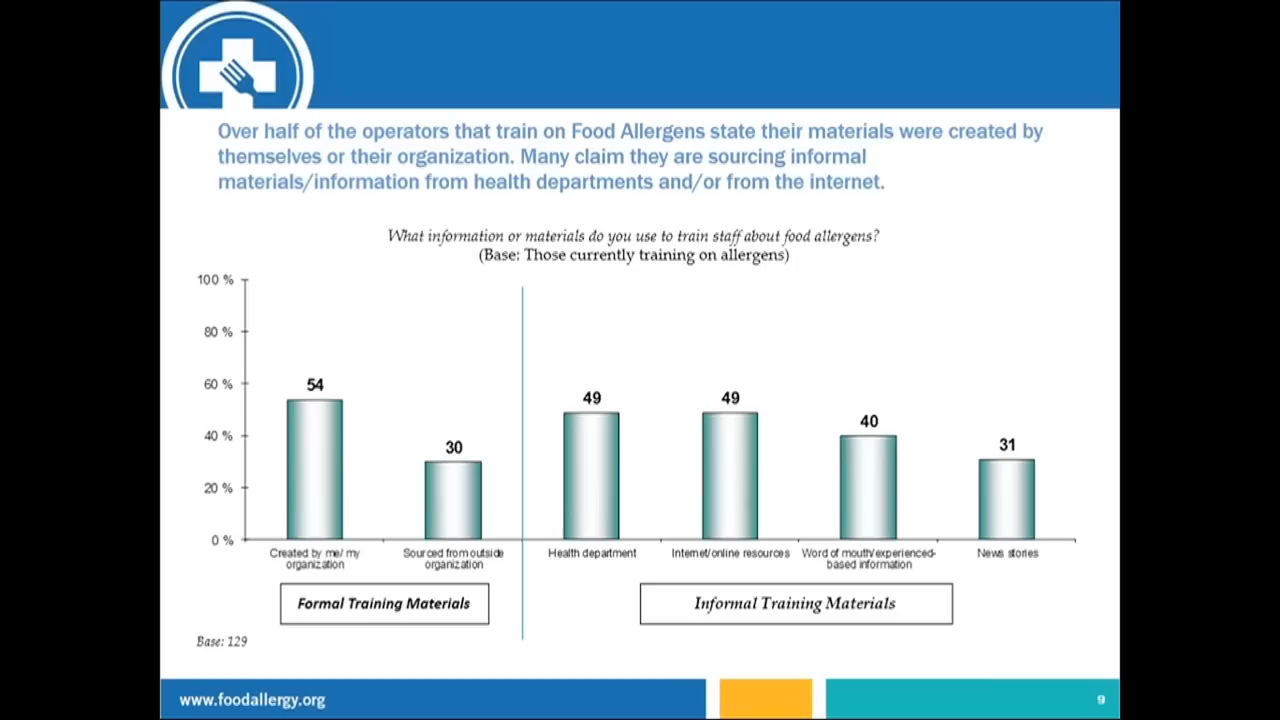 Over half of the operators that train on Food Allergens state their materials were created by
themselves or their organization. Many claim they are sourcing informal
materials/information from health departments and/or from the internet.
What information or materials do you use to train staff about food allergens?
(Base: Those currently training on allergens)
100 %
80 %
60 %
40 %
20 %
0 %
54
30
49
49
40
31
Created by me/ my
organization
Sourced from outside
organization
Health department
Internet/online resources
Word of mouth/experienced-
based information
News stories
Formal Training Materials
Informal Training Materials
Base: 129
www.foodallergy.org
9